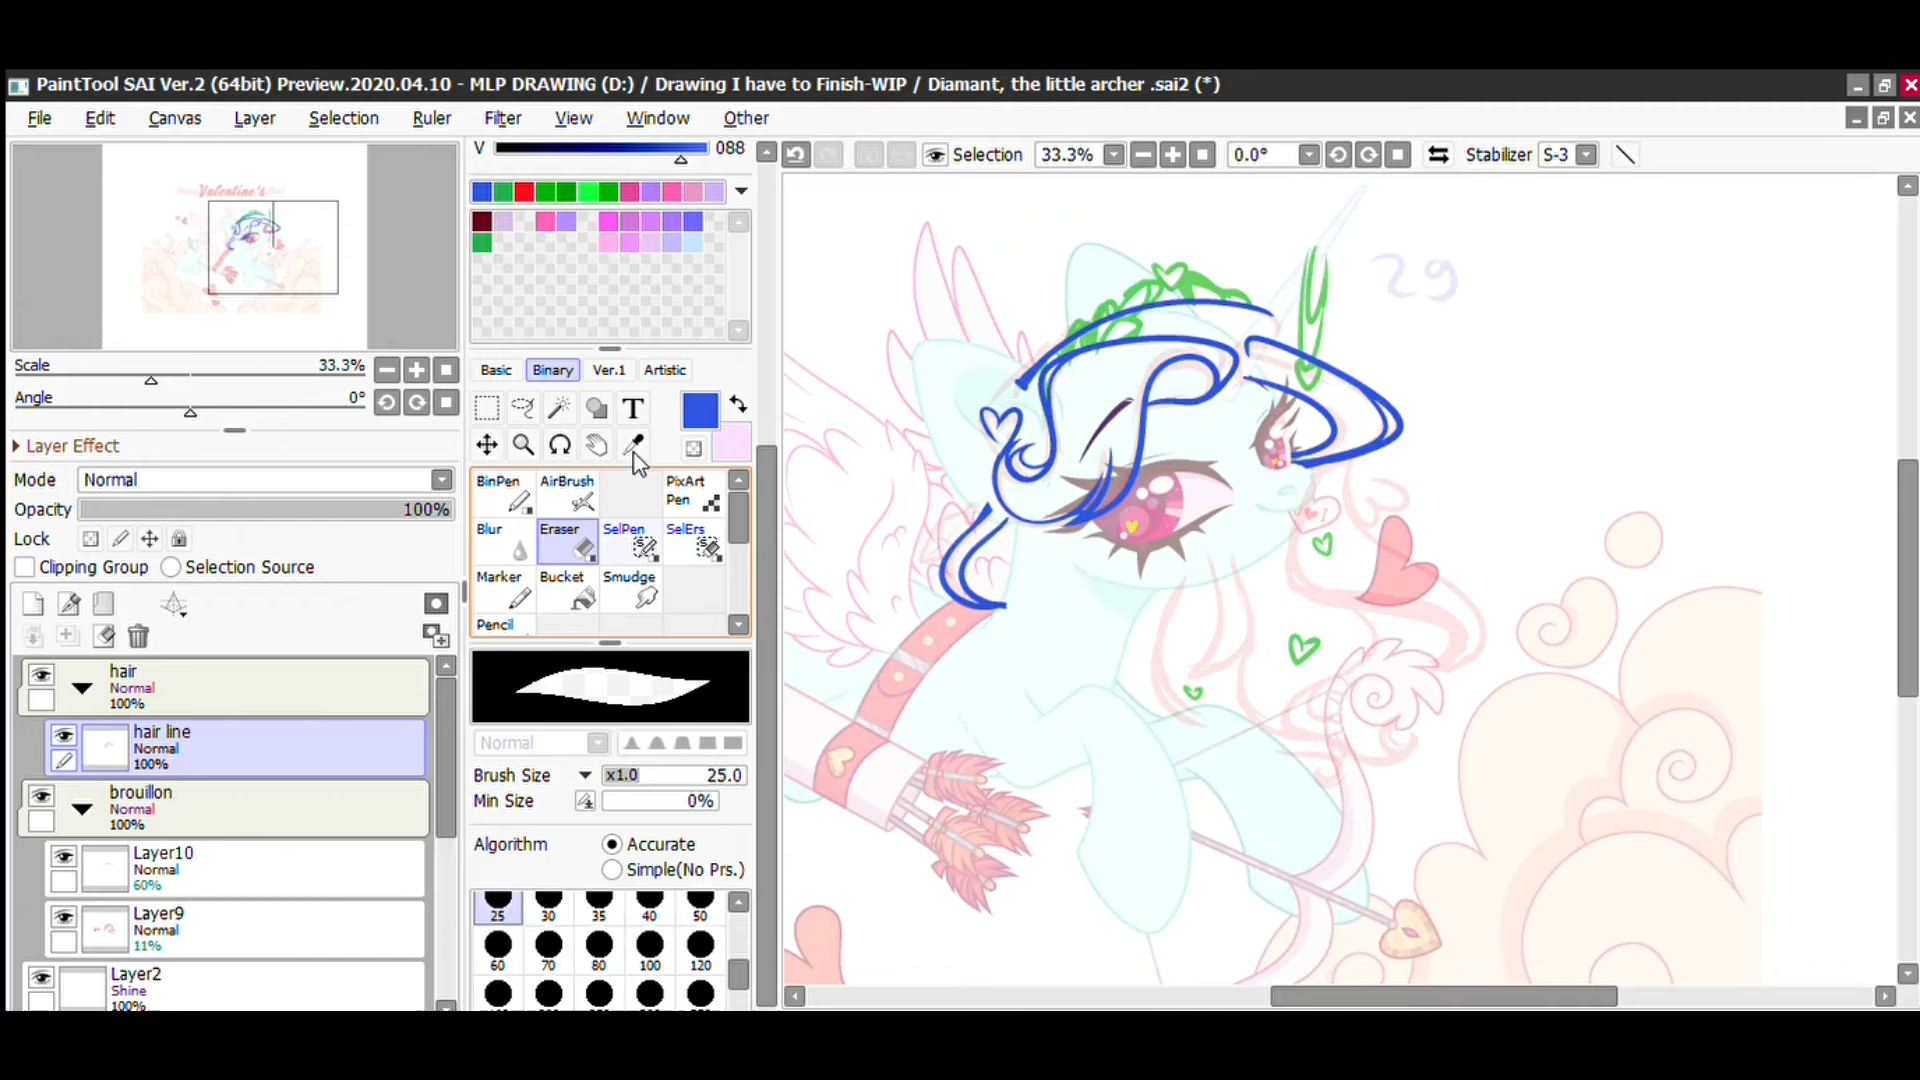 PaintTool SAI Ver.2 (64bit) Preview.2020.04.10 - MLP DRAWING (D:) / Drawing I have to Finish-WIP / Diamant, the little archer .sai2 (*)
File Edit Canvas Layer Selection Ruler Filter View Window Other
V 088
Selection 33.3% 0.0° Stabilizer S-3
Valentine's
29
Scale 33.3%
Angle 0°
Layer Effect
Mode Normal
Opacity 100%
Lock
Clipping Group Selection Source
hair
Normal
100%
hair line
Normal
100%
brouillon
Normal
100%
Layer10
Normal
60%
Layer9
Normal
11%
Layer2
Shine
100%
Basic Binary Ver.1 Artistic
T
BinPen AirBrush PixArt
Pen
Blur Eraser SelPen SelErs
Marker Bucket Smudge
Pencil
Normal
Brush Size x1.0 25.0
Min Size 0%
Algorithm Accurate
Simple(No Prs.)
25 30 35 40 50
60 70 80 100 120